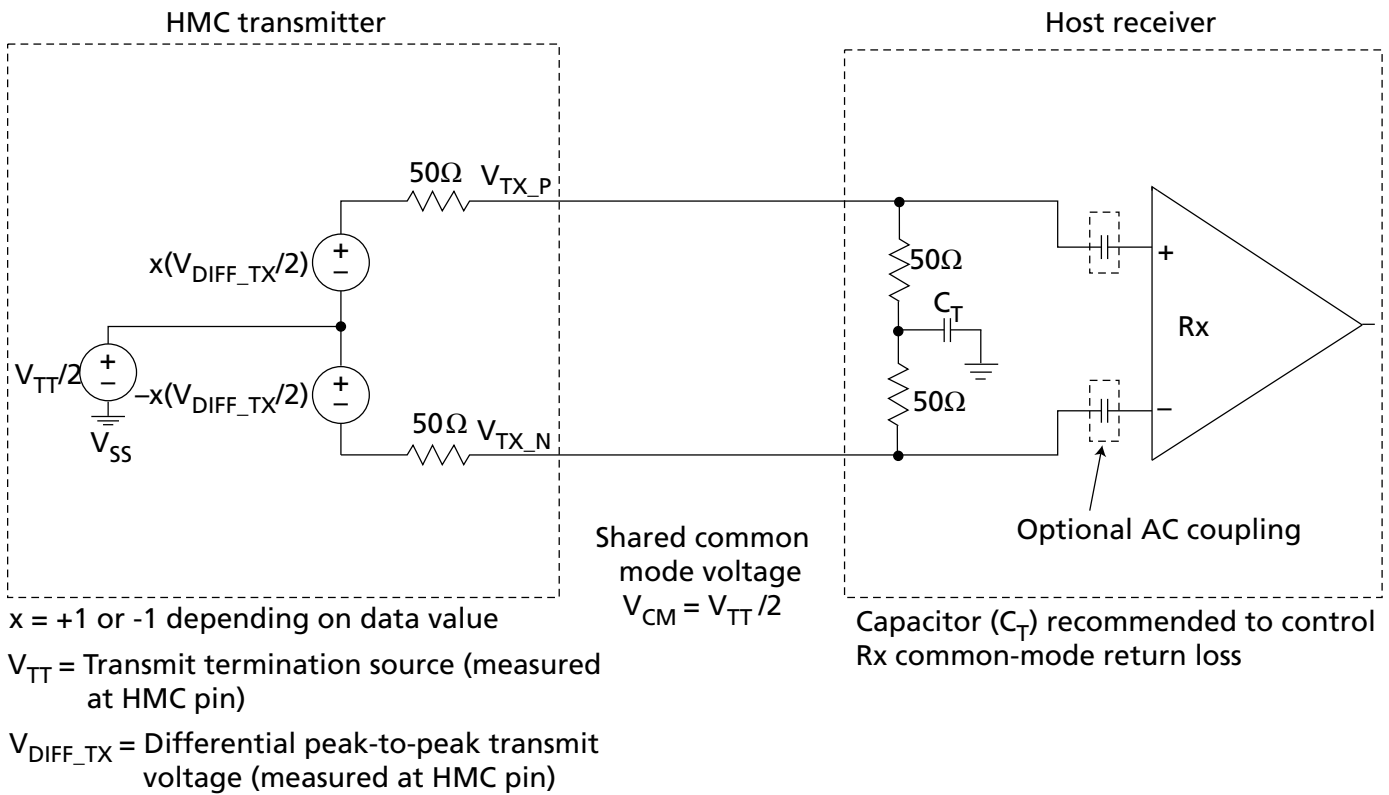 HMC transmitter
Host receiver
50Ω
V_TX_P
x(V_DIFF_TX/2)
+
−
V_TT/2
+
−
V_SS
−x(V_DIFF_TX/2)
+
−
50Ω
V_TX_N
50Ω
C_T
50Ω
+
Rx
−
Optional AC coupling
Shared common
mode voltage
V_CM = V_TT /2
x = +1 or -1 depending on data value
V_TT = Transmit termination source (measured
at HMC pin)
V_DIFF_TX = Differential peak-to-peak transmit
voltage (measured at HMC pin)
Capacitor (C_T) recommended to control
Rx common-mode return loss